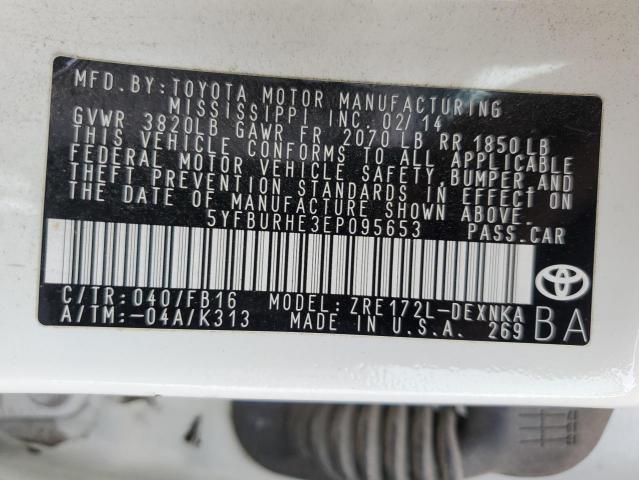 MFD. BY: TOYOTA MOTOR MANUFACTURING
MISSISSIPPI INC. 02/14
GVWR 3820LB GAWR FR 2070 LB RR 1850 LB
THIS VEHICLE CONFORMS TO ALL APPLICABLE
FEDERAL MOTOR VEHICLE SAFETY, BUMPER, AND
THEFT PREVENTION STANDARDS IN EFFECT ON
THE DATE OF MANUFACTURE SHOWN ABOVE.
5YFBURHE3EP095653 PASS.CAR
C/TR: 040/FB16 MODEL: ZRE172L-DEXNKA
A/TM:-04A/K313 MADE IN U.S.A. 269 BA